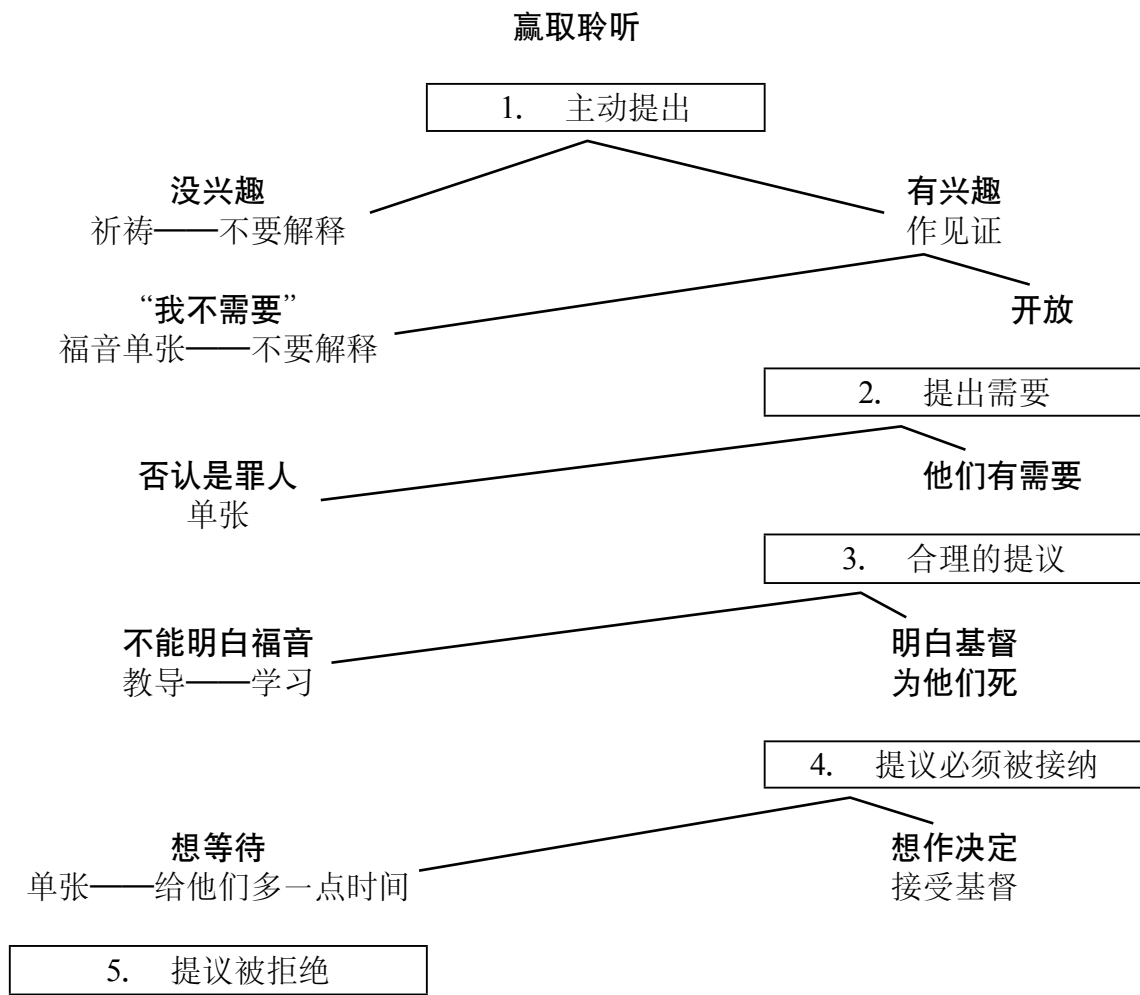 赢取聆听
1. 主动提出
没兴趣
祈祷——不要解释
有兴趣
作见证
“我不需要”
福音单张——不要解释
开放
2. 提出需要
否认是罪人
单张
他们有需要
3. 合理的提议
不能明白福音
教导——学习
明白基督
为他们死
4. 提议必须被接纳
想等待
单张——给他们多一点时间
想作决定
接受基督
5. 提议被拒绝